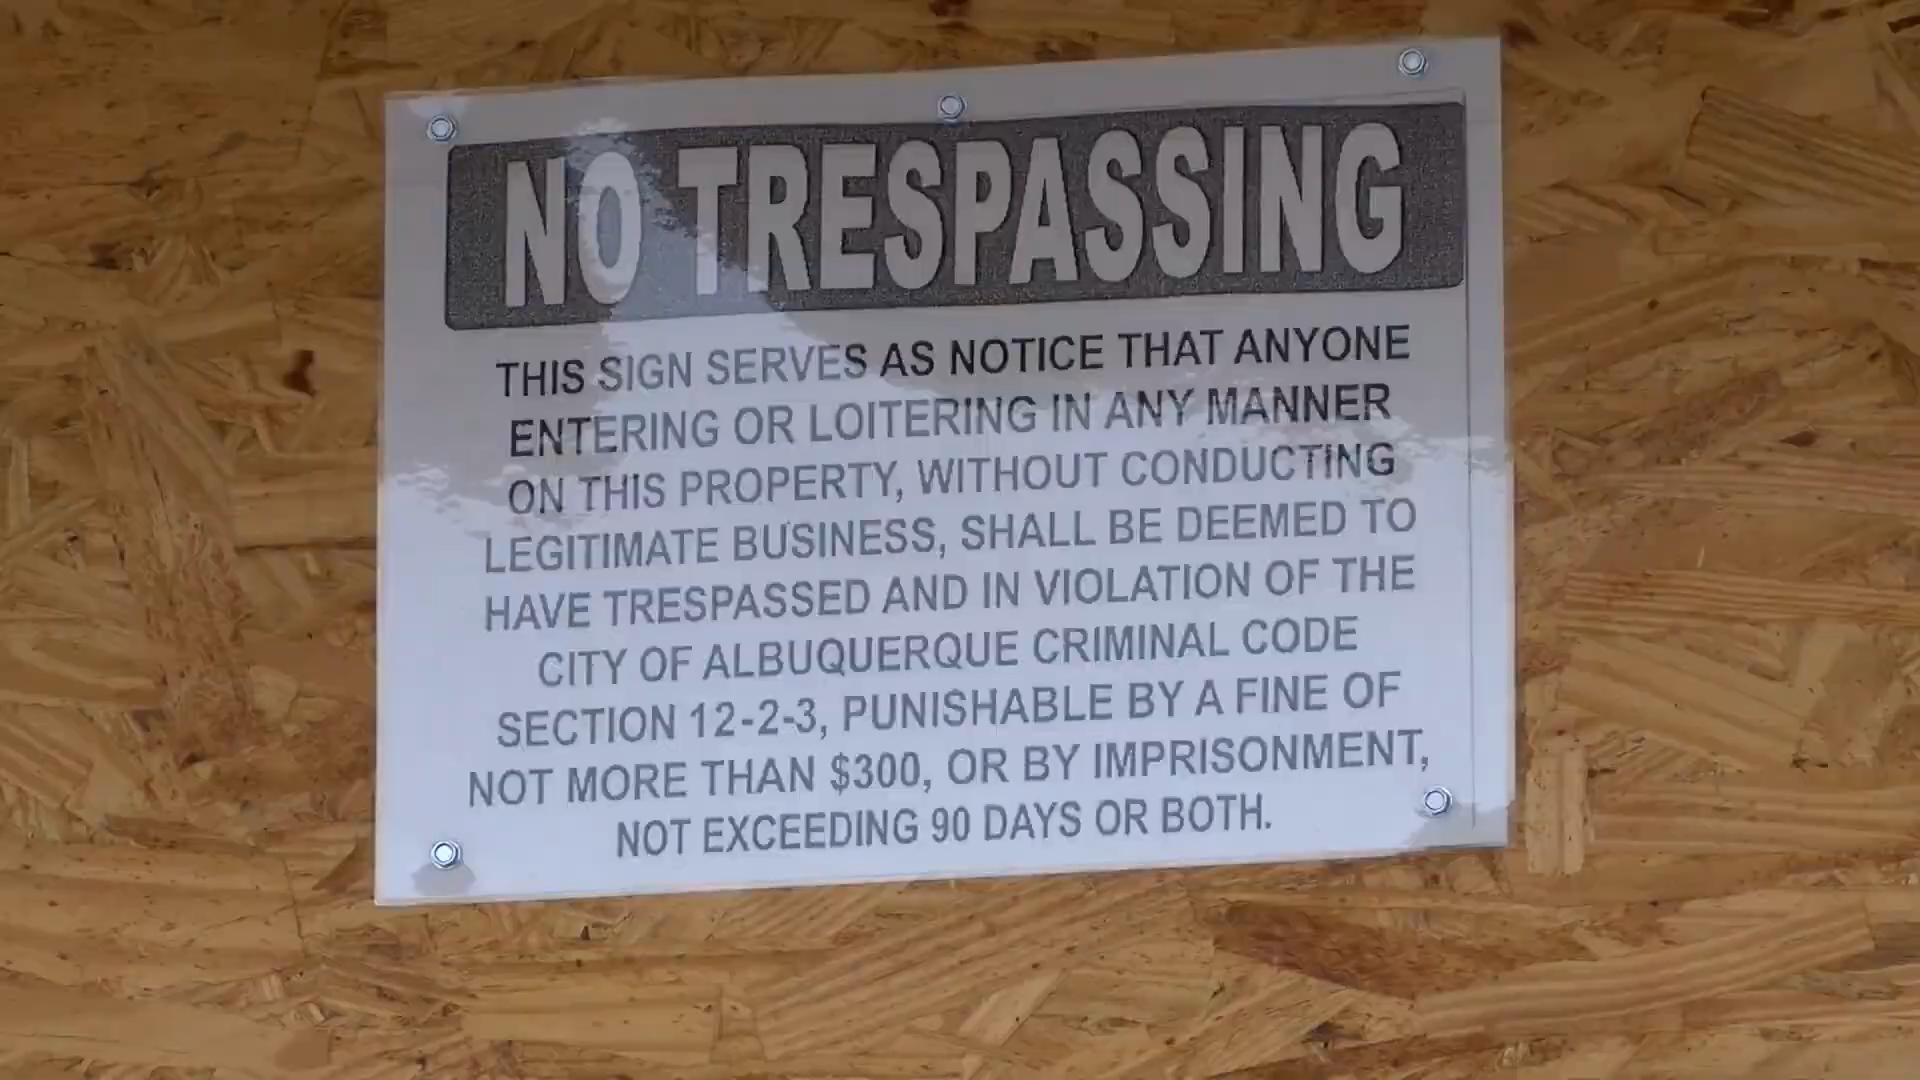 NO TRESPASSING
THIS SIGN SERVES AS NOTICE THAT ANYONE
ENTERING OR LOITERING IN ANY MANNER
ON THIS PROPERTY, WITHOUT CONDUCTING
LEGITIMATE BUSINESS, SHALL BE DEEMED TO
HAVE TRESPASSED AND IN VIOLATION OF THE
CITY OF ALBUQUERQUE CRIMINAL CODE
SECTION 12-2-3, PUNISHABLE BY A FINE OF
NOT MORE THAN $300, OR BY IMPRISONMENT,
NOT EXCEEDING 90 DAYS OR BOTH.